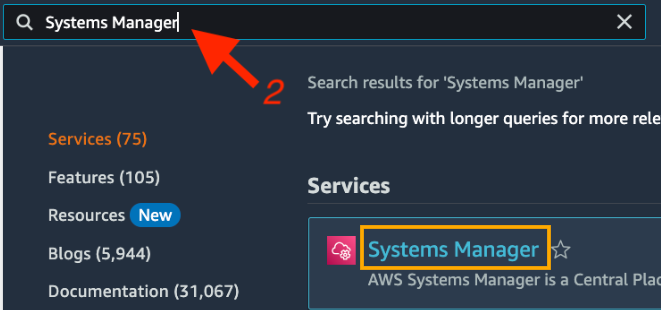 Systems Manager
2
Search results for 'Systems Manager'
Try searching with longer queries for more rele
Services (75)
Features (105)
Resources New
Blogs (5,944)
Documentation (31,067)
Services
Systems Manager
AWS Systems Manager is a Central Plac